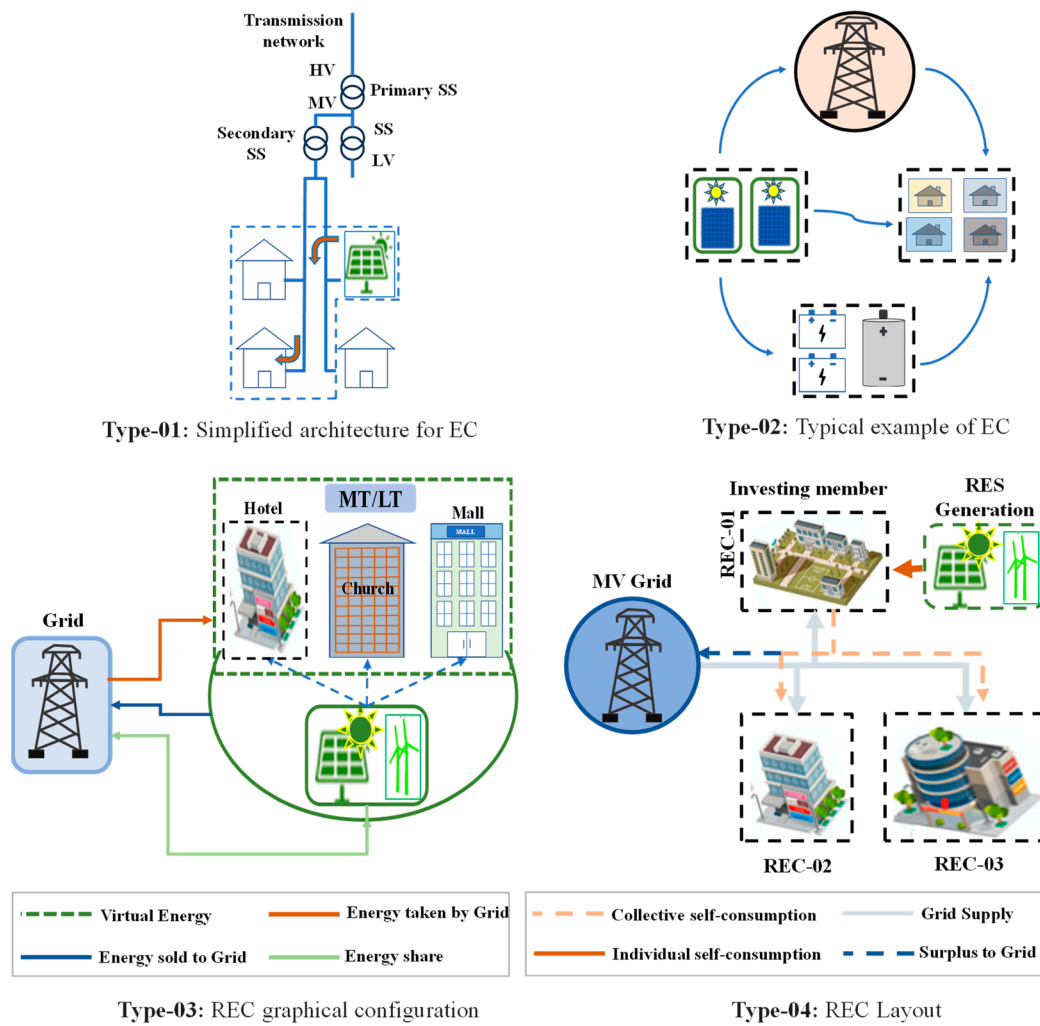 Transmission
network
HV
MV
Primary SS
Secondary
SS
SS
LV
Type-01: Simplified architecture for EC
Type-02: Typical example of EC
MT/LT
Hotel
Mall
MALL
Church
Grid
Virtual Energy
Energy taken by Grid
Energy sold to Grid
Energy share
Type-03: REC graphical configuration
Investing member
RES
Generation
REC-01
MV Grid
REC-02
REC-03
Collective self-consumption
Grid Supply
Individual self-consumption
Surplus to Grid
Type-04: REC Layout